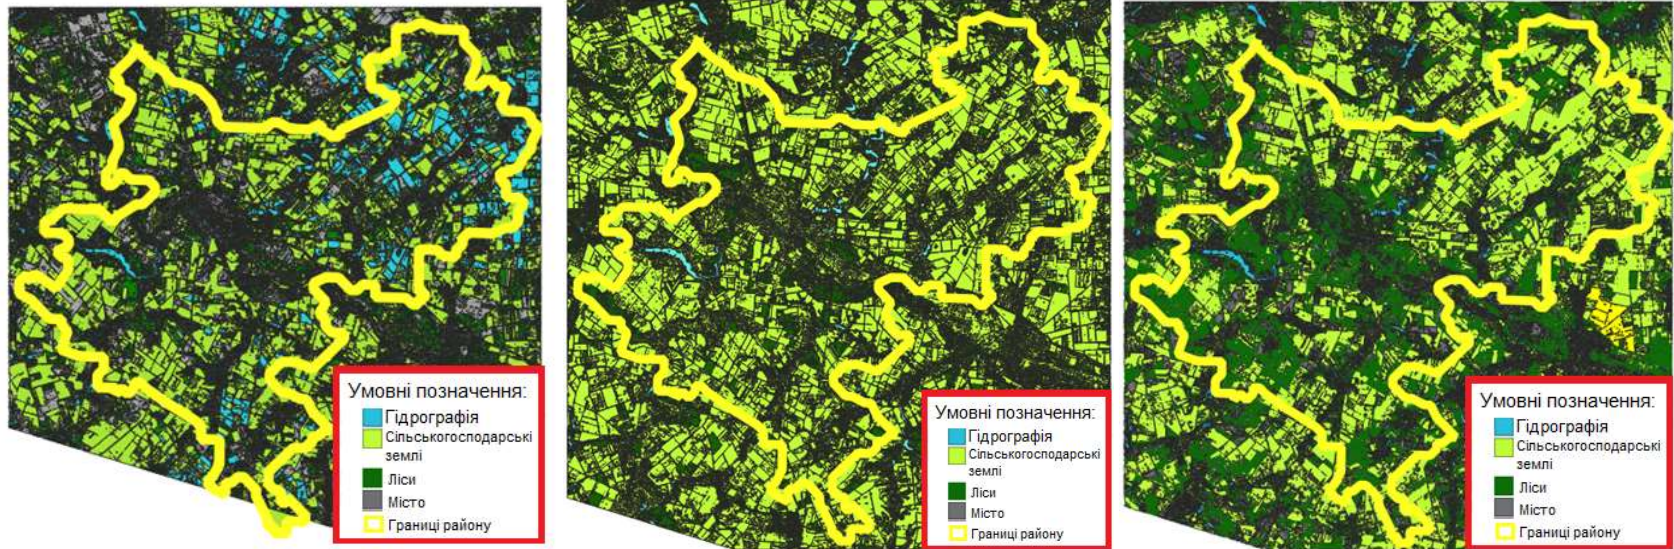 Умовні позначення:
Гідрографія
Сільськогосподарські
землі
Ліси
Місто
Границі району
Умовні позначення:
Гідрографія
Сільськогосподарські
землі
Ліси
Місто
Границі району
Умовні позначення:
Гідрографія
Сільськогосподарські
землі
Ліси
Місто
Границі району